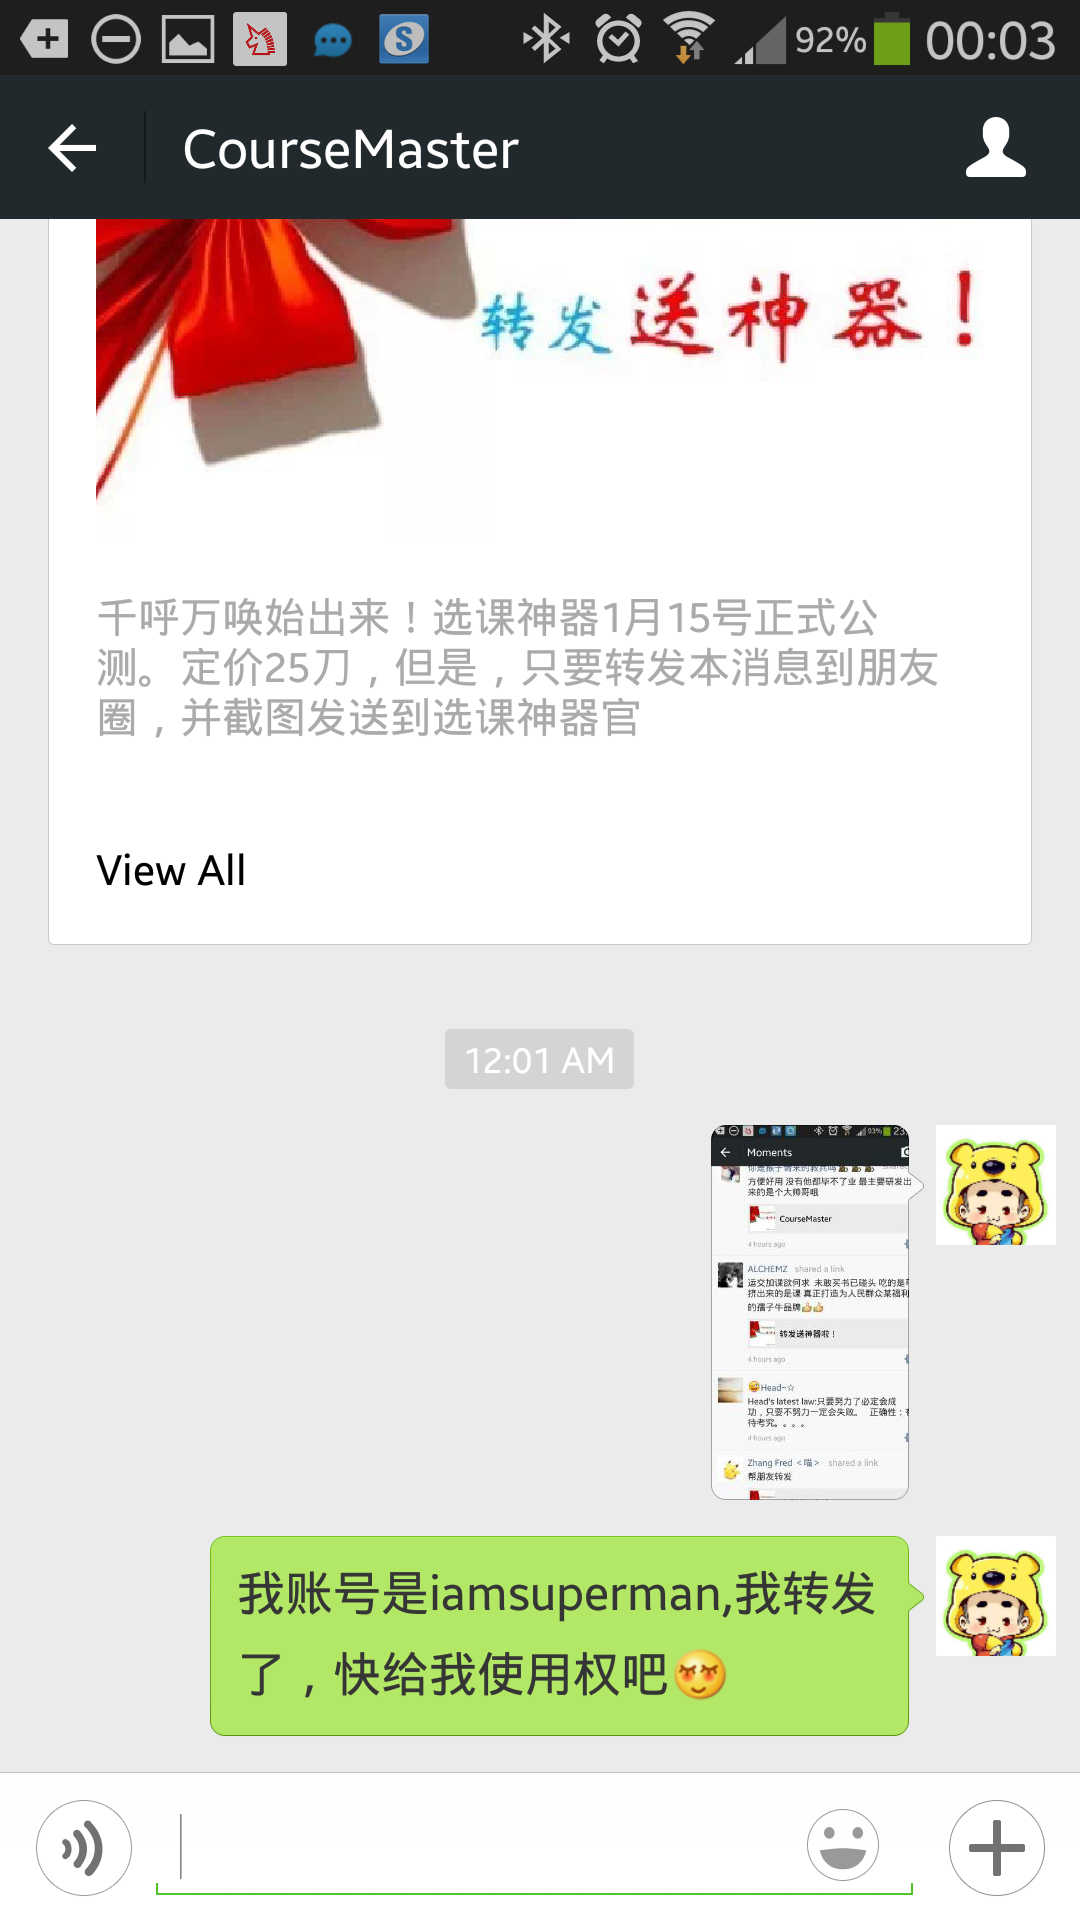 92% 00:03
CourseMaster
转发送神器！
千呼万唤始出来！选课神器1月15号正式公
测。定价25刀，但是，只要转发本消息到朋友
圈，并截图发送到选课神器官
View All
12:01 AM
93%
Moments
方便好用 没有他都毕不了业 最主要研发出
来的是个大帅哥哦
CourseMaster
4 hours ago
ALCHEMZ shared a link
运交加课欲何求 未敢买书已碰头 吃的是草
挤出来的是课 真正打造为人民群众某福利
的孺子牛品牌👍👍
转发送神器啦！
4 hours ago
😄Head~☆
Head's latest law:只要努力了必定会成
功，只要不努力一定会失败。 正确性：有
待考究。。。。
4 hours ago
Zhang Fred <喵> shared a link
帮朋友转发
我账号是iamsuperman,我转发
了，快给我使用权吧